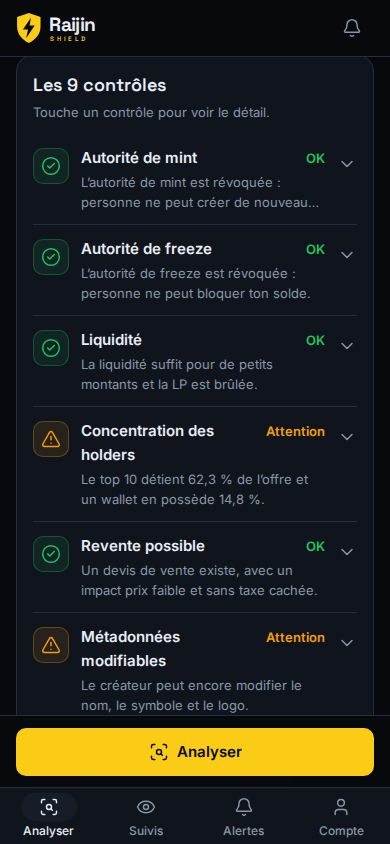 Raijin
SHIELD
Les 9 contrôles
Touche un contrôle pour voir le détail.
Autorité de mint
OK
L'autorité de mint est révoquée :
personne ne peut créer de nouveau...
Autorité de freeze
OK
L'autorité de freeze est révoquée :
personne ne peut bloquer ton solde.
Liquidité
OK
La liquidité suffit pour de petits
montants et la LP est brûlée.
Concentration des
holders
Attention
Le top 10 détient 62,3 % de l'offre et
un wallet en possède 14,8 %.
Revente possible
OK
Un devis de vente existe, avec un
impact prix faible et sans taxe cachée.
Métadonnées
modifiables
Attention
Le créateur peut encore modifier le
nom, le symbole et le logo.
Analyser
Analyser
Suivis
Alertes
Compte